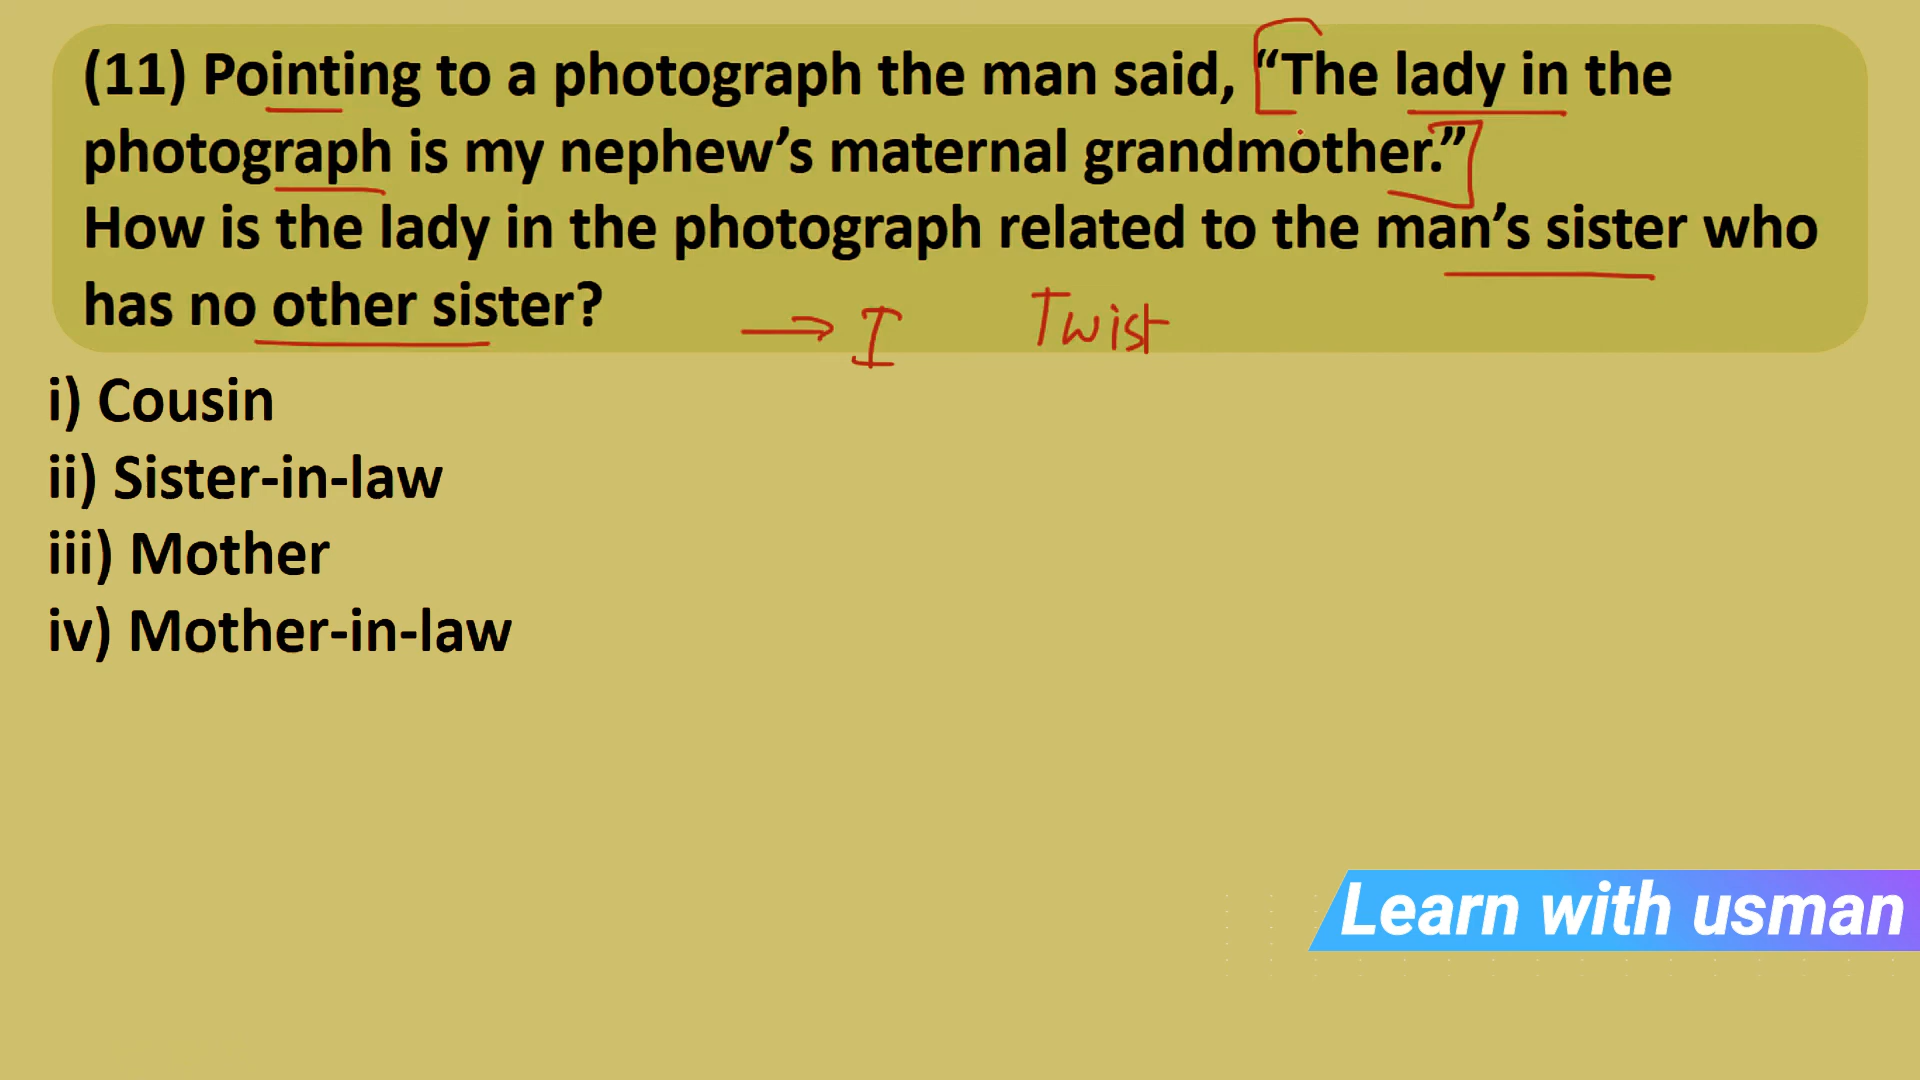 (11) Pointing to a photograph the man said, “The lady in the
photograph is my nephew’s maternal grandmother.”
How is the lady in the photograph related to the man’s sister who
has no other sister?
→ I Twist
i) Cousin
ii) Sister-in-law
iii) Mother
iv) Mother-in-law
Learn with usman